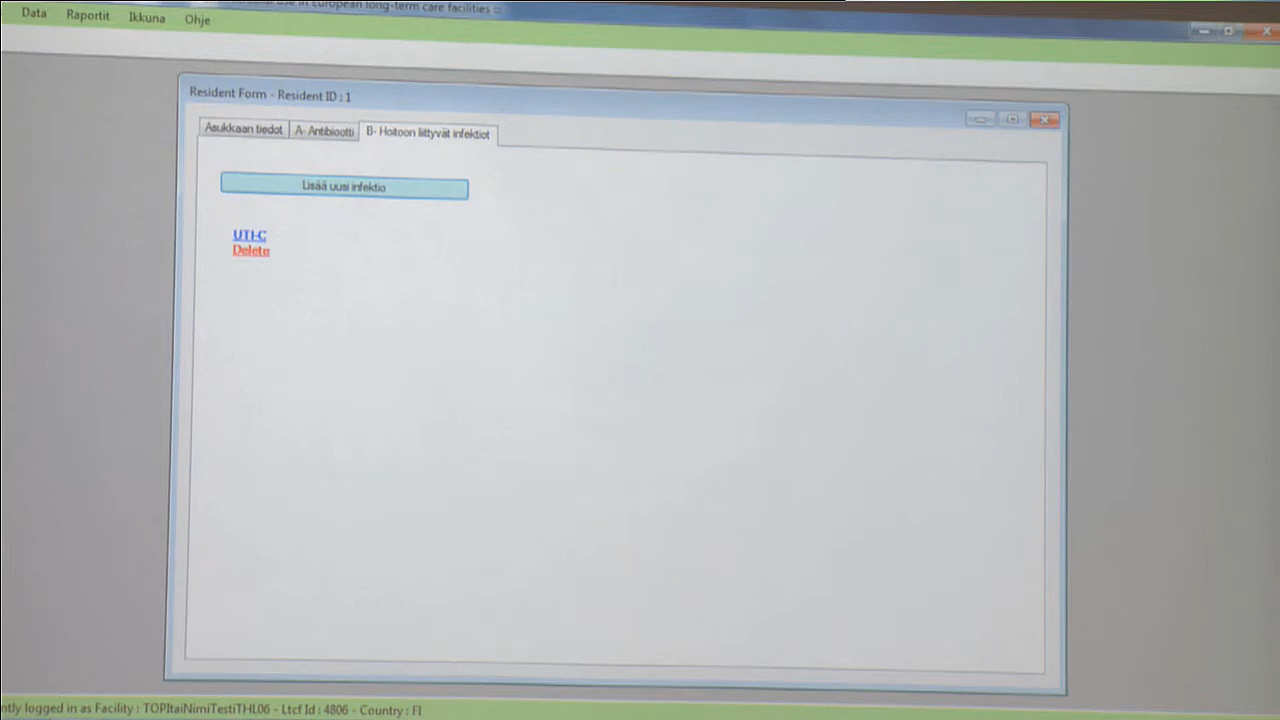 use in european long-term care facilities ::
Data Raportit Ikkuna Ohje
Resident Form - Resident ID : 1
Asukkaan tiedot A- Antibiootti B- Hoitoon liittyvät infektiot
Lisää uusi infektio
UTI-C
Delete
ntly logged in as Facility : TOPItaiNimiTestiTHL06 - Ltcf Id : 4806 - Country : FI